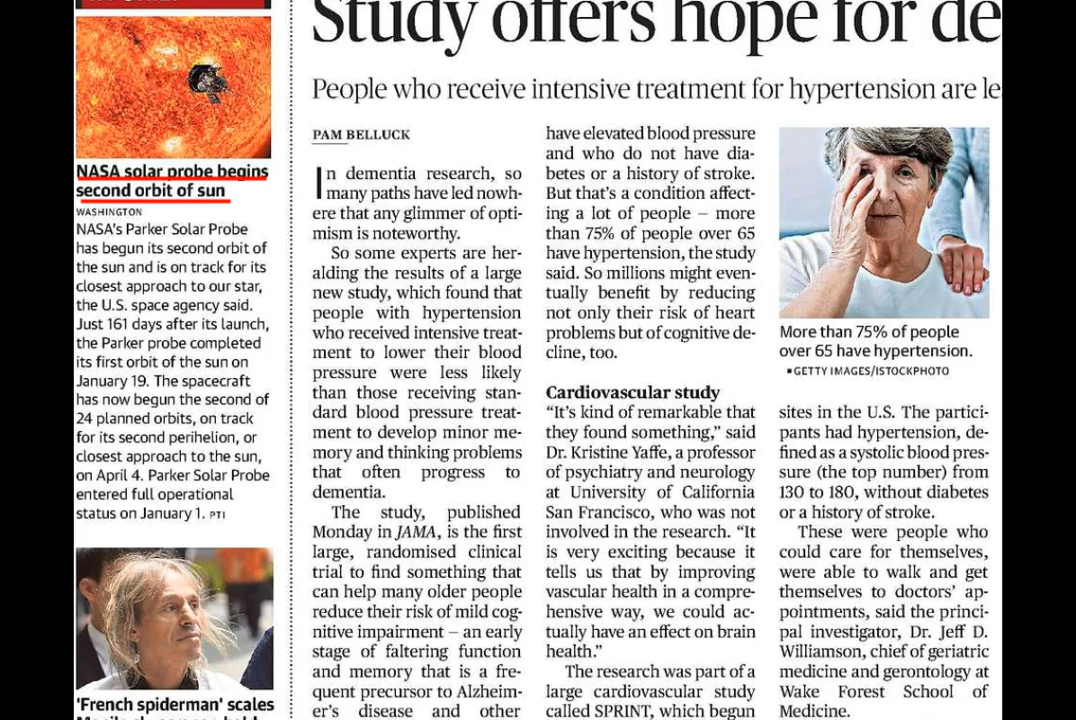 NASA solar probe begins
second orbit of sun
WASHINGTON
NASA's Parker Solar Probe
has begun its second orbit of
the sun and is on track for its
closest approach to our star,
the U.S. space agency said.
Just 161 days after its launch,
the Parker probe completed
its first orbit of the sun on
January 19. The spacecraft
has now begun the second of
24 planned orbits, on track
for its second perihelion, or
closest approach to the sun,
on April 4. Parker Solar Probe
entered full operational
status on January 1. PTI
'French spiderman' scales
Study offers hope for de
People who receive intensive treatment for hypertension are le
PAM BELLUCK
In dementia research, so
many paths have led nowh-
ere that any glimmer of opti-
mism is noteworthy.
So some experts are her-
alding the results of a large
new study, which found that
people with hypertension
who received intensive treat-
ment to lower their blood
pressure were less likely
than those receiving stan-
dard blood pressure treat-
ment to develop minor me-
mory and thinking problems
that often progress to
dementia.
The study, published
Monday in JAMA, is the first
large, randomised clinical
trial to find something that
can help many older people
reduce their risk of mild cog-
nitive impairment – an early
stage of faltering function
and memory that is a fre-
quent precursor to Alzheim-
er's disease and other
have elevated blood pressure
and who do not have dia-
betes or a history of stroke.
But that's a condition affect-
ing a lot of people – more
than 75% of people over 65
have hypertension, the study
said. So millions might even-
tually benefit by reducing
not only their risk of heart
problems but of cognitive de-
cline, too.
Cardiovascular study
“It's kind of remarkable that
they found something,” said
Dr. Kristine Yaffe, a professor
of psychiatry and neurology
at University of California
San Francisco, who was not
involved in the research. “It
is very exciting because it
tells us that by improving
vascular health in a compre-
hensive way, we could ac-
tually have an effect on brain
health.”
The research was part of a
large cardiovascular study
called SPRINT, which begun
More than 75% of people
over 65 have hypertension.
▪GETTY IMAGES/ISTOCKPHOTO
sites in the U.S. The partici-
pants had hypertension, de-
fined as a systolic blood pres-
sure (the top number) from
130 to 180, without diabetes
or a history of stroke.
These were people who
could care for themselves,
were able to walk and get
themselves to doctors' ap-
pointments, said the princi-
pal investigator, Dr. Jeff D.
Williamson, chief of geriatric
medicine and gerontology at
Wake Forest School of
Medicine.